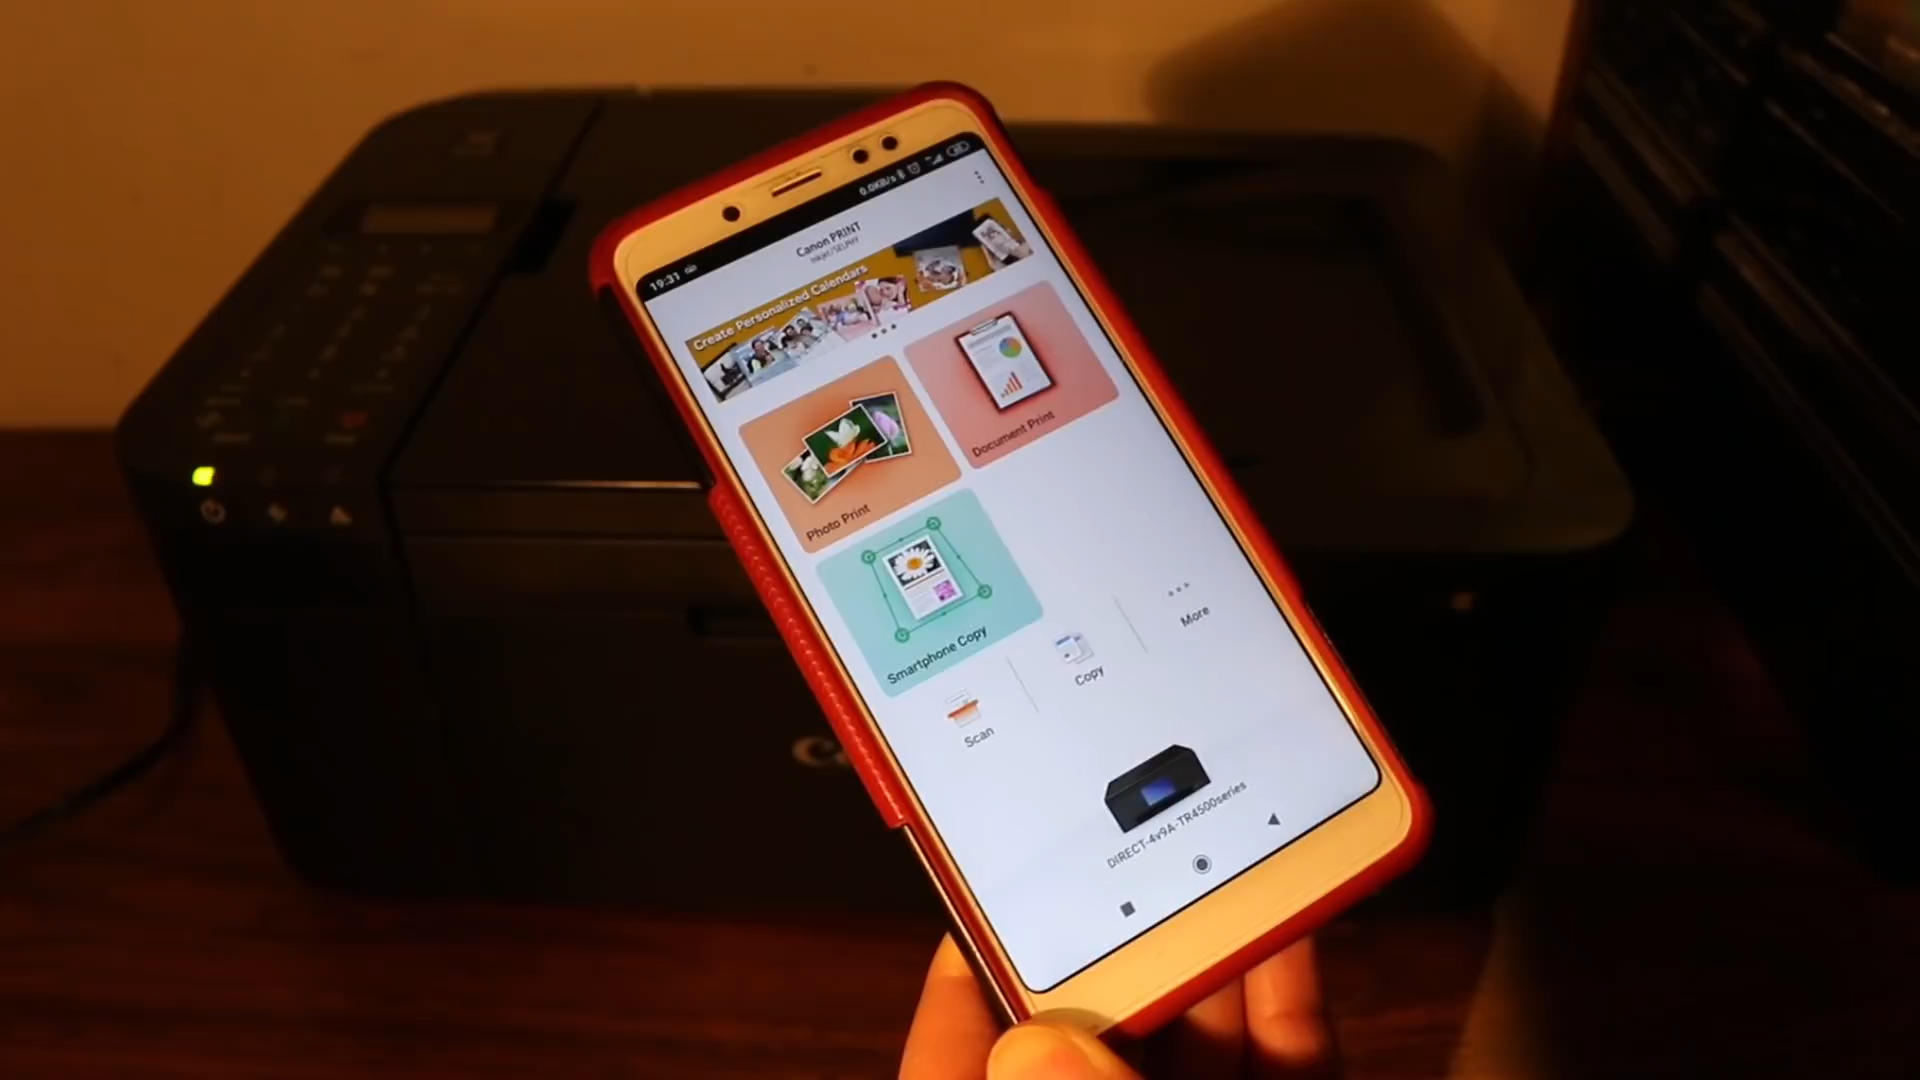 19:31
0.0KB/s
Canon PRINT
Inkjet/SELPHY
Create Personalized Calendars
Photo Print
Document Print
Smartphone Copy
Scan
Copy
More
DIRECT-4v9A-TR4500series